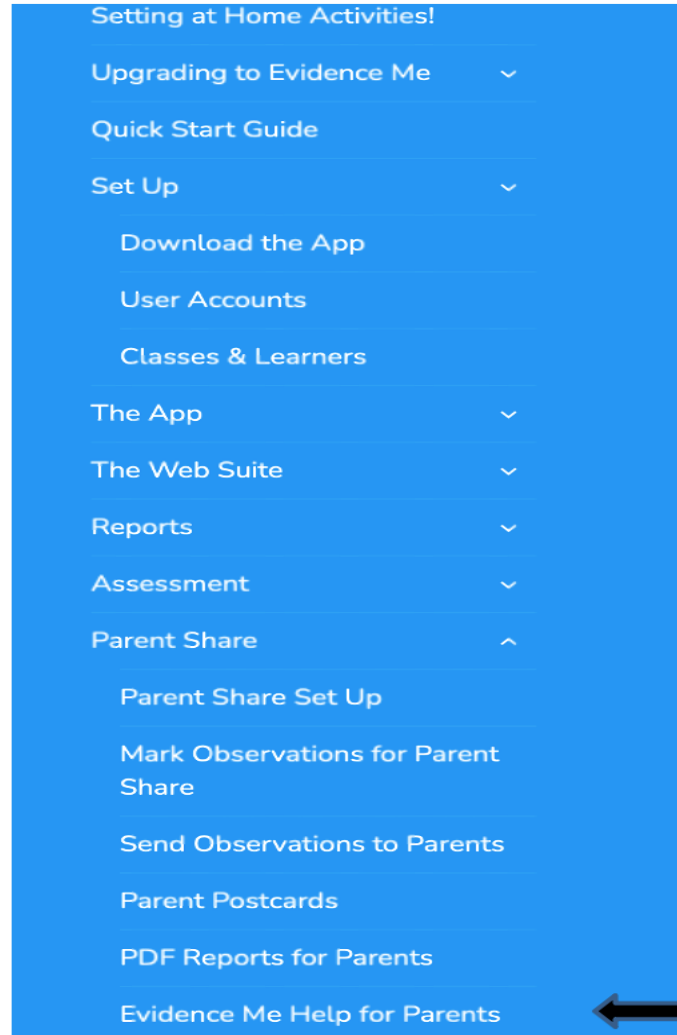 Setting at Home Activities!
Upgrading to Evidence Me
Quick Start Guide
Set Up
Download the App
User Accounts
Classes & Learners
The App
The Web Suite
Reports
Assessment
Parent Share
Parent Share Set Up
Mark Observations for Parent
Share
Send Observations to Parents
Parent Postcards
PDF Reports for Parents
Evidence Me Help for Parents